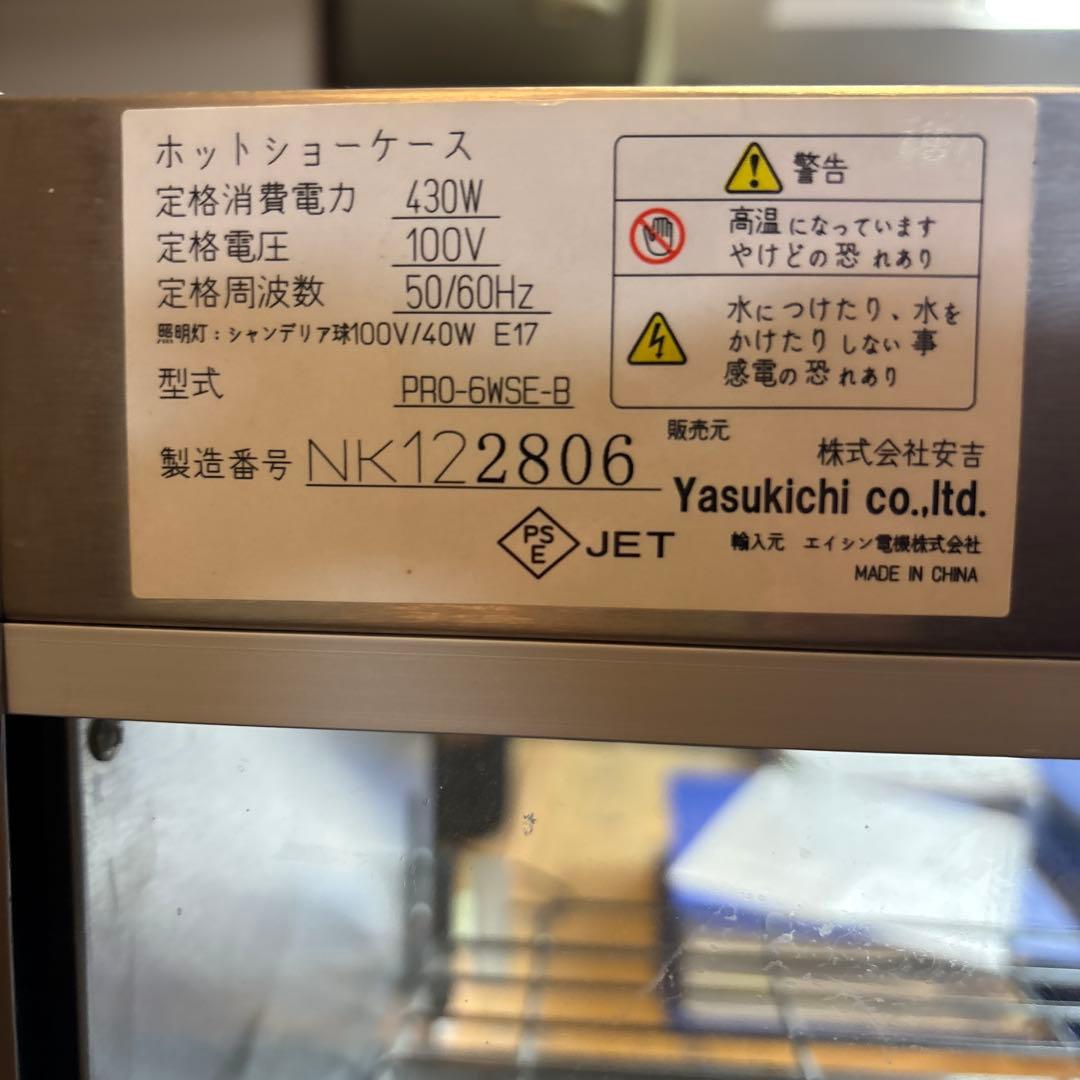 ホットショーケース
定格消費電力 430W
定格電圧 100V
定格周波数 50/60Hz
照明灯：シャンデリア球100V/40W E17
型式 PRO-6WSE-B
製造番号 NK122806
PSE JET
警告
高温になっています
やけどの恐れあり
水につけたり、水を
かけたりしない事
感電の恐れあり
販売元
株式会社安吉
Yasukichi co.,ltd.
輸入元 エイシン電機株式会社
MADE IN CHINA